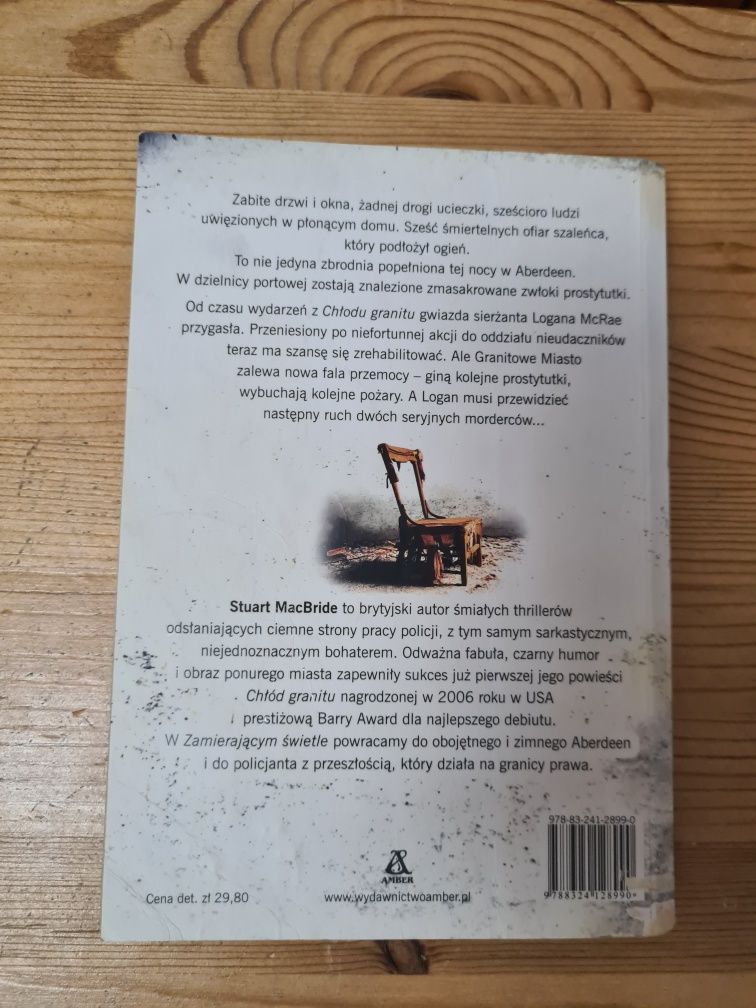 Zabite drzwi i okna, żadnej drogi ucieczki, sześcioro ludzi
uwięzionych w płonącym domu. Sześć śmiertelnych ofiar szaleńca,
który podłożył ogień.
To nie jedyna zbrodnia popełniona tej nocy w Aberdeen.
W dzielnicy portowej zostają znalezione zmasakrowane zwłoki prostytutki.
Od czasu wydarzeń z Chłodu granitu gwiazda sierżanta Logana McRae
przygasła. Przeniesiony po niefortunnej akcji do oddziału nieudaczników
teraz ma szansę się zrehabilitować. Ale Granitowe Miasto
zalewa nowa fala przemocy – giną kolejne prostytutki,
wybuchają kolejne pożary. A Logan musi przewidzieć
następny ruch dwóch seryjnych morderców...
Stuart MacBride to brytyjski autor śmiałych thrillerów
odsłaniających ciemne strony pracy policji, z tym samym sarkastycznym,
niejednoznacznym bohaterem. Odważna fabuła, czarny humor
i obraz ponurego miasta zapewniły sukces już pierwszej jego powieści
Chłód granitu nagrodzonej w 2006 roku w USA
prestiżową Barry Award dla najlepszego debiutu.
W Zamierającym świetle powracamy do obojętnego i zimnego Aberdeen
i do policjanta z przeszłością, który działa na granicy prawa.
978-83-241-2899-0
9788324128990
AMBER
Cena det. zł 29,80
www.wydawnictwoamber.pl